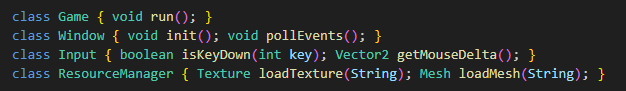 class Game { void run(); }
class Window { void init(); void pollEvents(); }
class Input { boolean isKeyDown(int key); Vector2 getMouseDelta(); }
class ResourceManager { Texture loadTexture(String); Mesh loadMesh(String); }